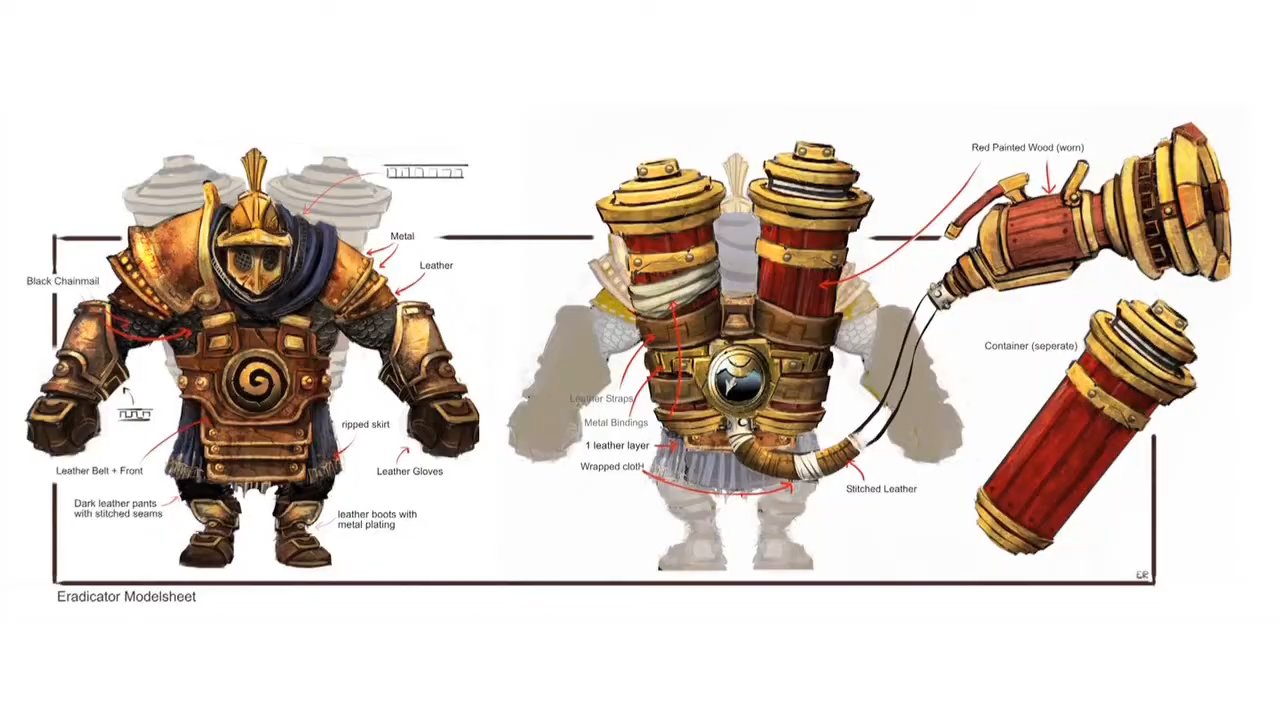 Red Painted Wood (worn)
Metal
Leather
Black Chainmail
Container (seperate)
Leather Straps
Metal Bindings
ripped skirt
1 leather layer
Wrapped clotH
Leather Belt + Front
Leather Gloves
Stitched Leather
Dark leather pants
with stitched seams
leather boots with
metal plating
ER
Eradicator Modelsheet